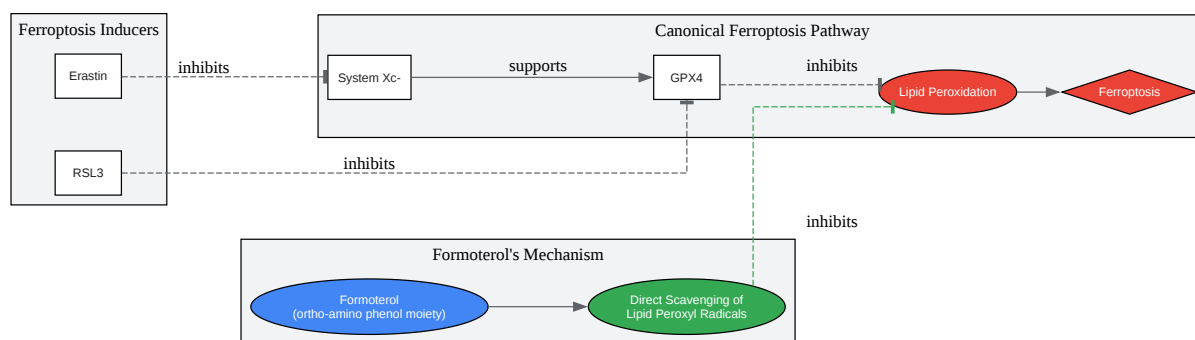 Ferroptosis Inducers
Canonical Ferroptosis Pathway
Erastin
inhibits
System Xc-
supports
GPX4
inhibits
Lipid Peroxidation
Ferroptosis
RSL3
inhibits
inhibits
Formoterol's Mechanism
Formoterol
(ortho-amino phenol moiety)
Direct Scavenging of
Lipid Peroxyl Radicals